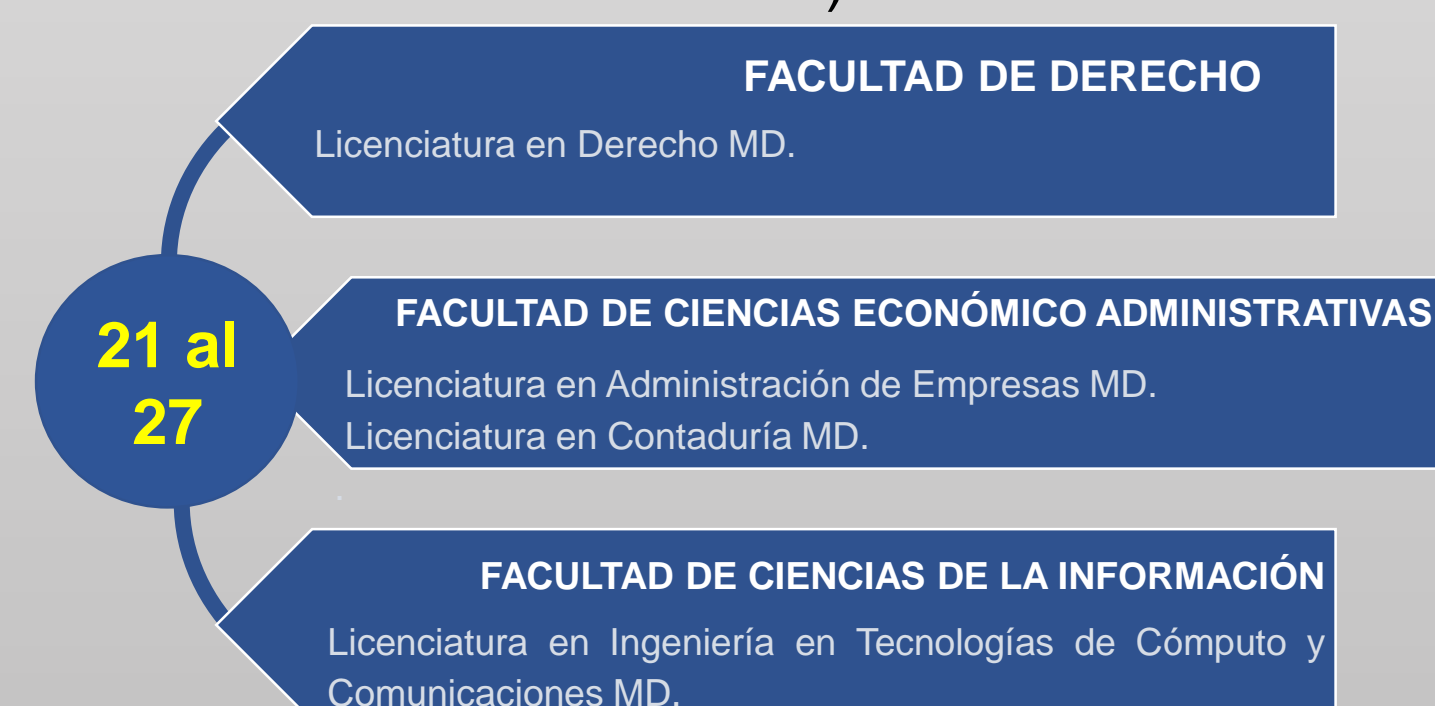 FACULTAD DE DERECHO
Licenciatura en Derecho MD.
21 al
27
FACULTAD DE CIENCIAS ECONÓMICO ADMINISTRATIVAS
Licenciatura en Administración de Empresas MD.
Licenciatura en Contaduría MD.
.
FACULTAD DE CIENCIAS DE LA INFORMACIÓN
Licenciatura en Ingeniería en Tecnologías de Cómputo y
Comunicaciones MD.